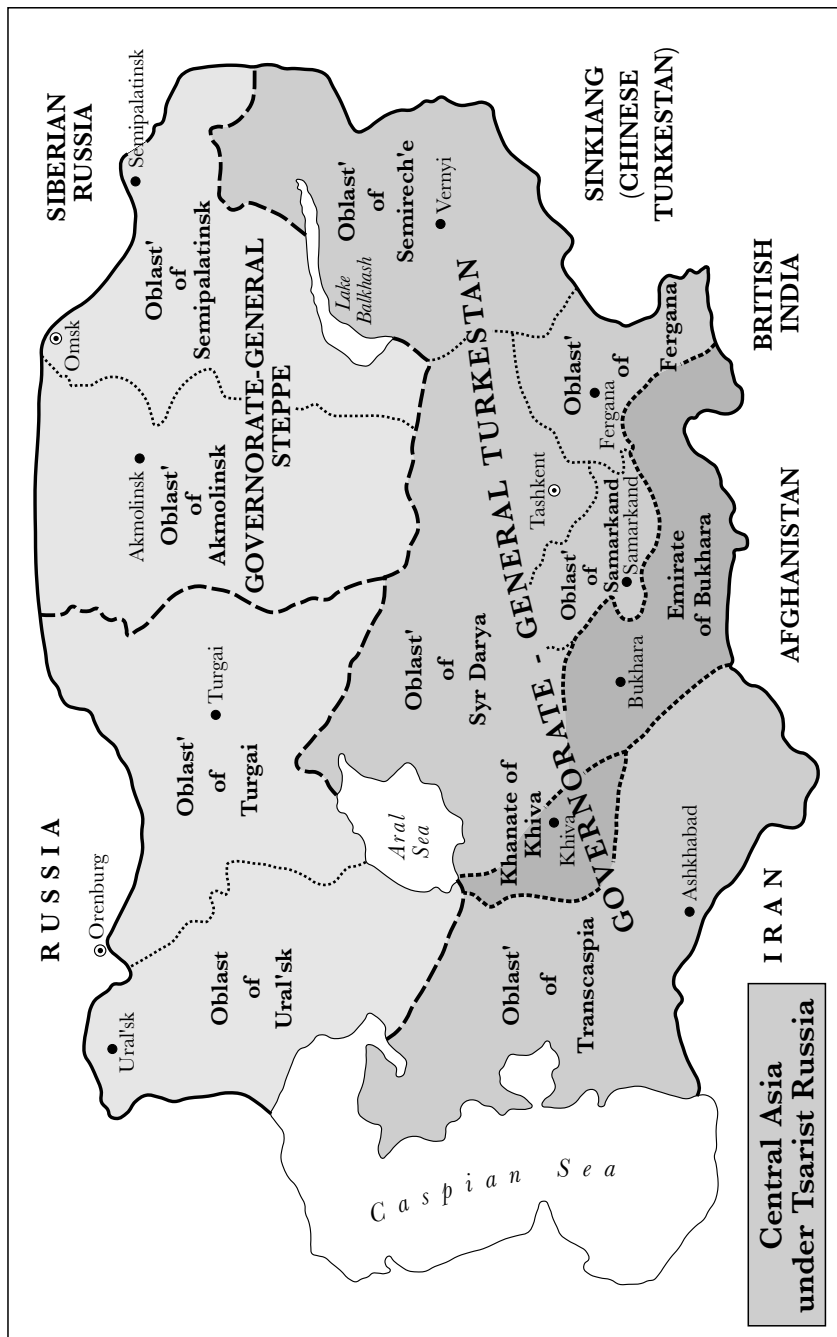 RUSSIA
SIBERIAN
RUSSIA
Orenburg
Omsk
Ural'sk
Semipalatinsk
Akmolinsk
Turgai
Oblast
of
Ural'sk
Oblast'
of
Turgai
Oblast'
of
Akmolinsk
Oblast'
of
Semipalatinsk
GOVERNORATE-GENERAL
STEPPE
Lake
Balkhash
Aral
Sea
Oblast'
of
Semirech'e
Vernyi
Oblast'
of
Syr Darya
GOVERNORATE - GENERAL TURKESTAN
Caspian Sea
Oblast'
of
Transcaspia
Khanate of
Khiva
Khiva
Tashkent
Oblast'
of
Samarkand
Samarkand
Oblast'
of
Fergana
Fergana
Bukhara
Emirate
of Bukhara
Ashkhabad
SINKIANG
(CHINESE
TURKESTAN)
BRITISH
INDIA
AFGHANISTAN
IRAN
Central Asia
under Tsarist Russia